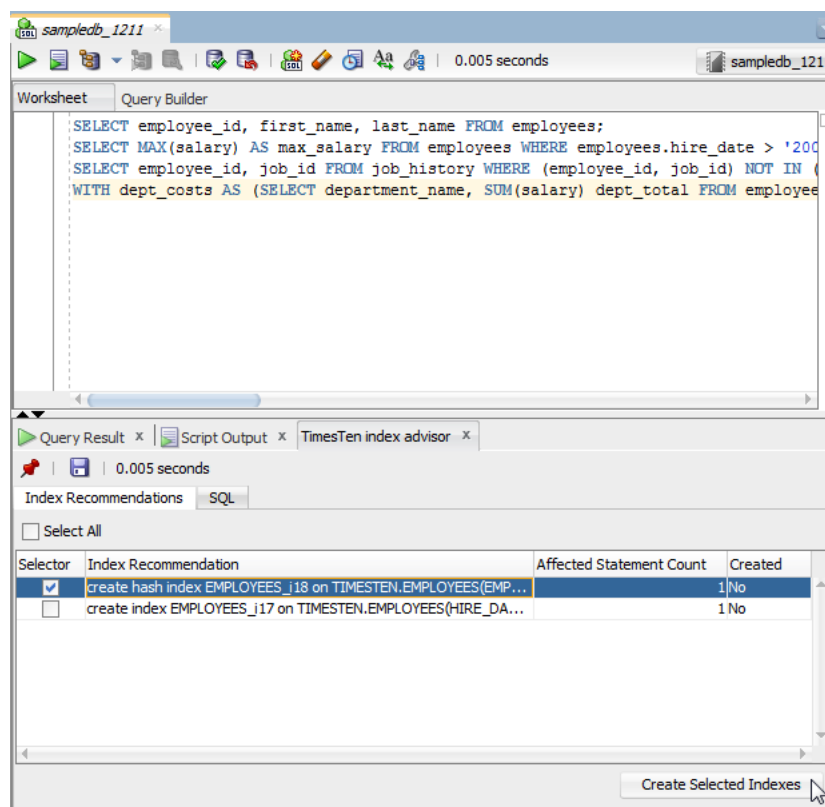 sampledb_1211
0.005 seconds
sampledb_121
Worksheet Query Builder
SELECT employee_id, first_name, last_name FROM employees;
SELECT MAX(salary) AS max_salary FROM employees WHERE employees.hire_date > '200
SELECT employee_id, job_id FROM job_history WHERE (employee_id, job_id) NOT IN (
WITH dept_costs AS (SELECT department_name, SUM(salary) dept_total FROM employee
Query Result x Script Output x TimesTen index advisor x
0.005 seconds
Index Recommendations SQL
Select All
Selector Index Recommendation Affected Statement Count Created
create hash index EMPLOYEES_i18 on TIMESTEN.EMPLOYEES(EMP... 1 No
create index EMPLOYEES_i17 on TIMESTEN.EMPLOYEES(HIRE_DA... 1 No
Create Selected Indexes